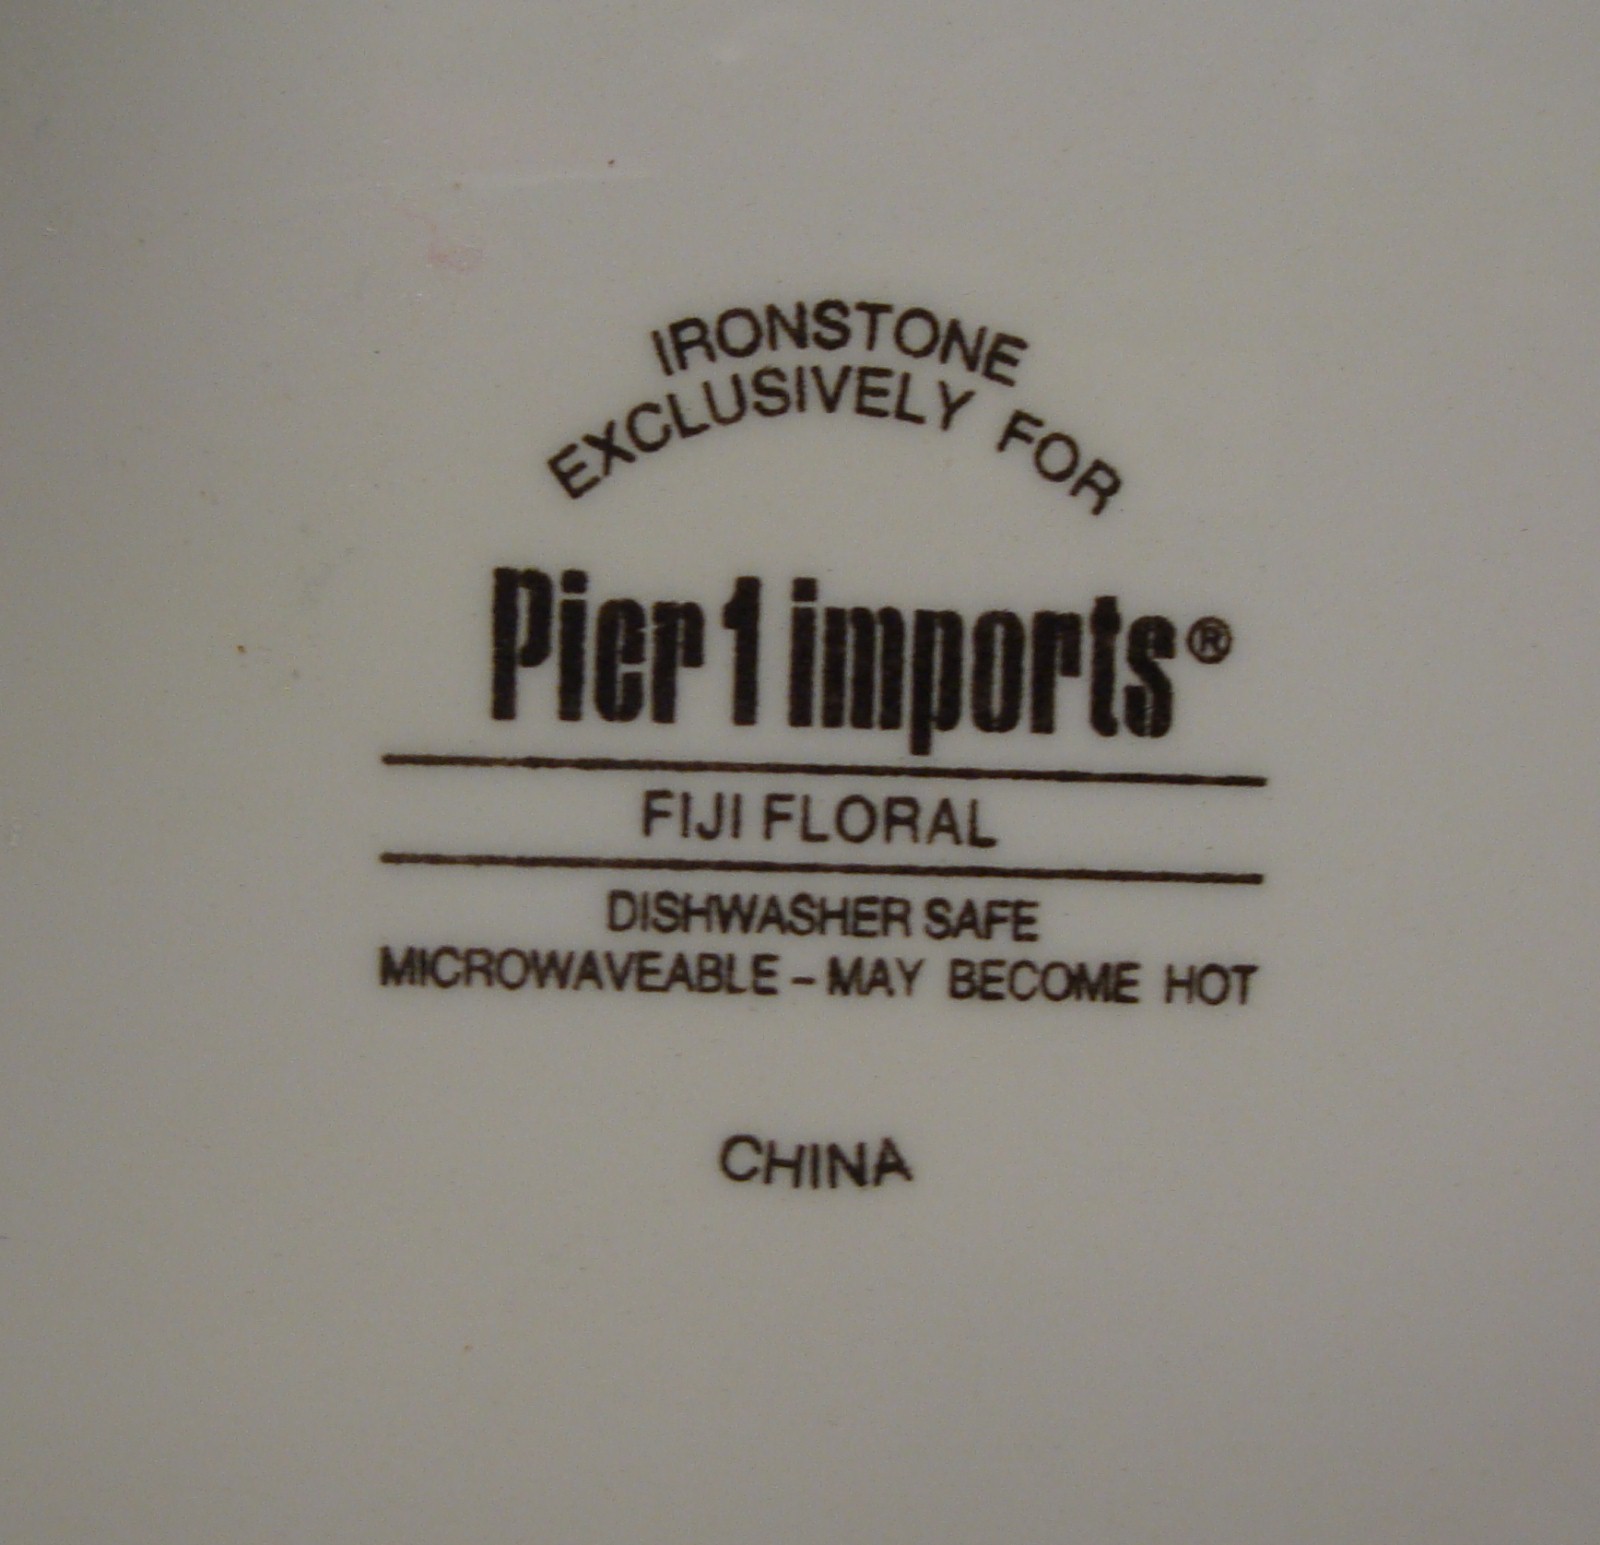 IRONSTONE
EXCLUSIVELY FOR
Pier 1 imports®
FIJI FLORAL
DISHWASHER SAFE
MICROWAVEABLE – MAY BECOME HOT
CHINA